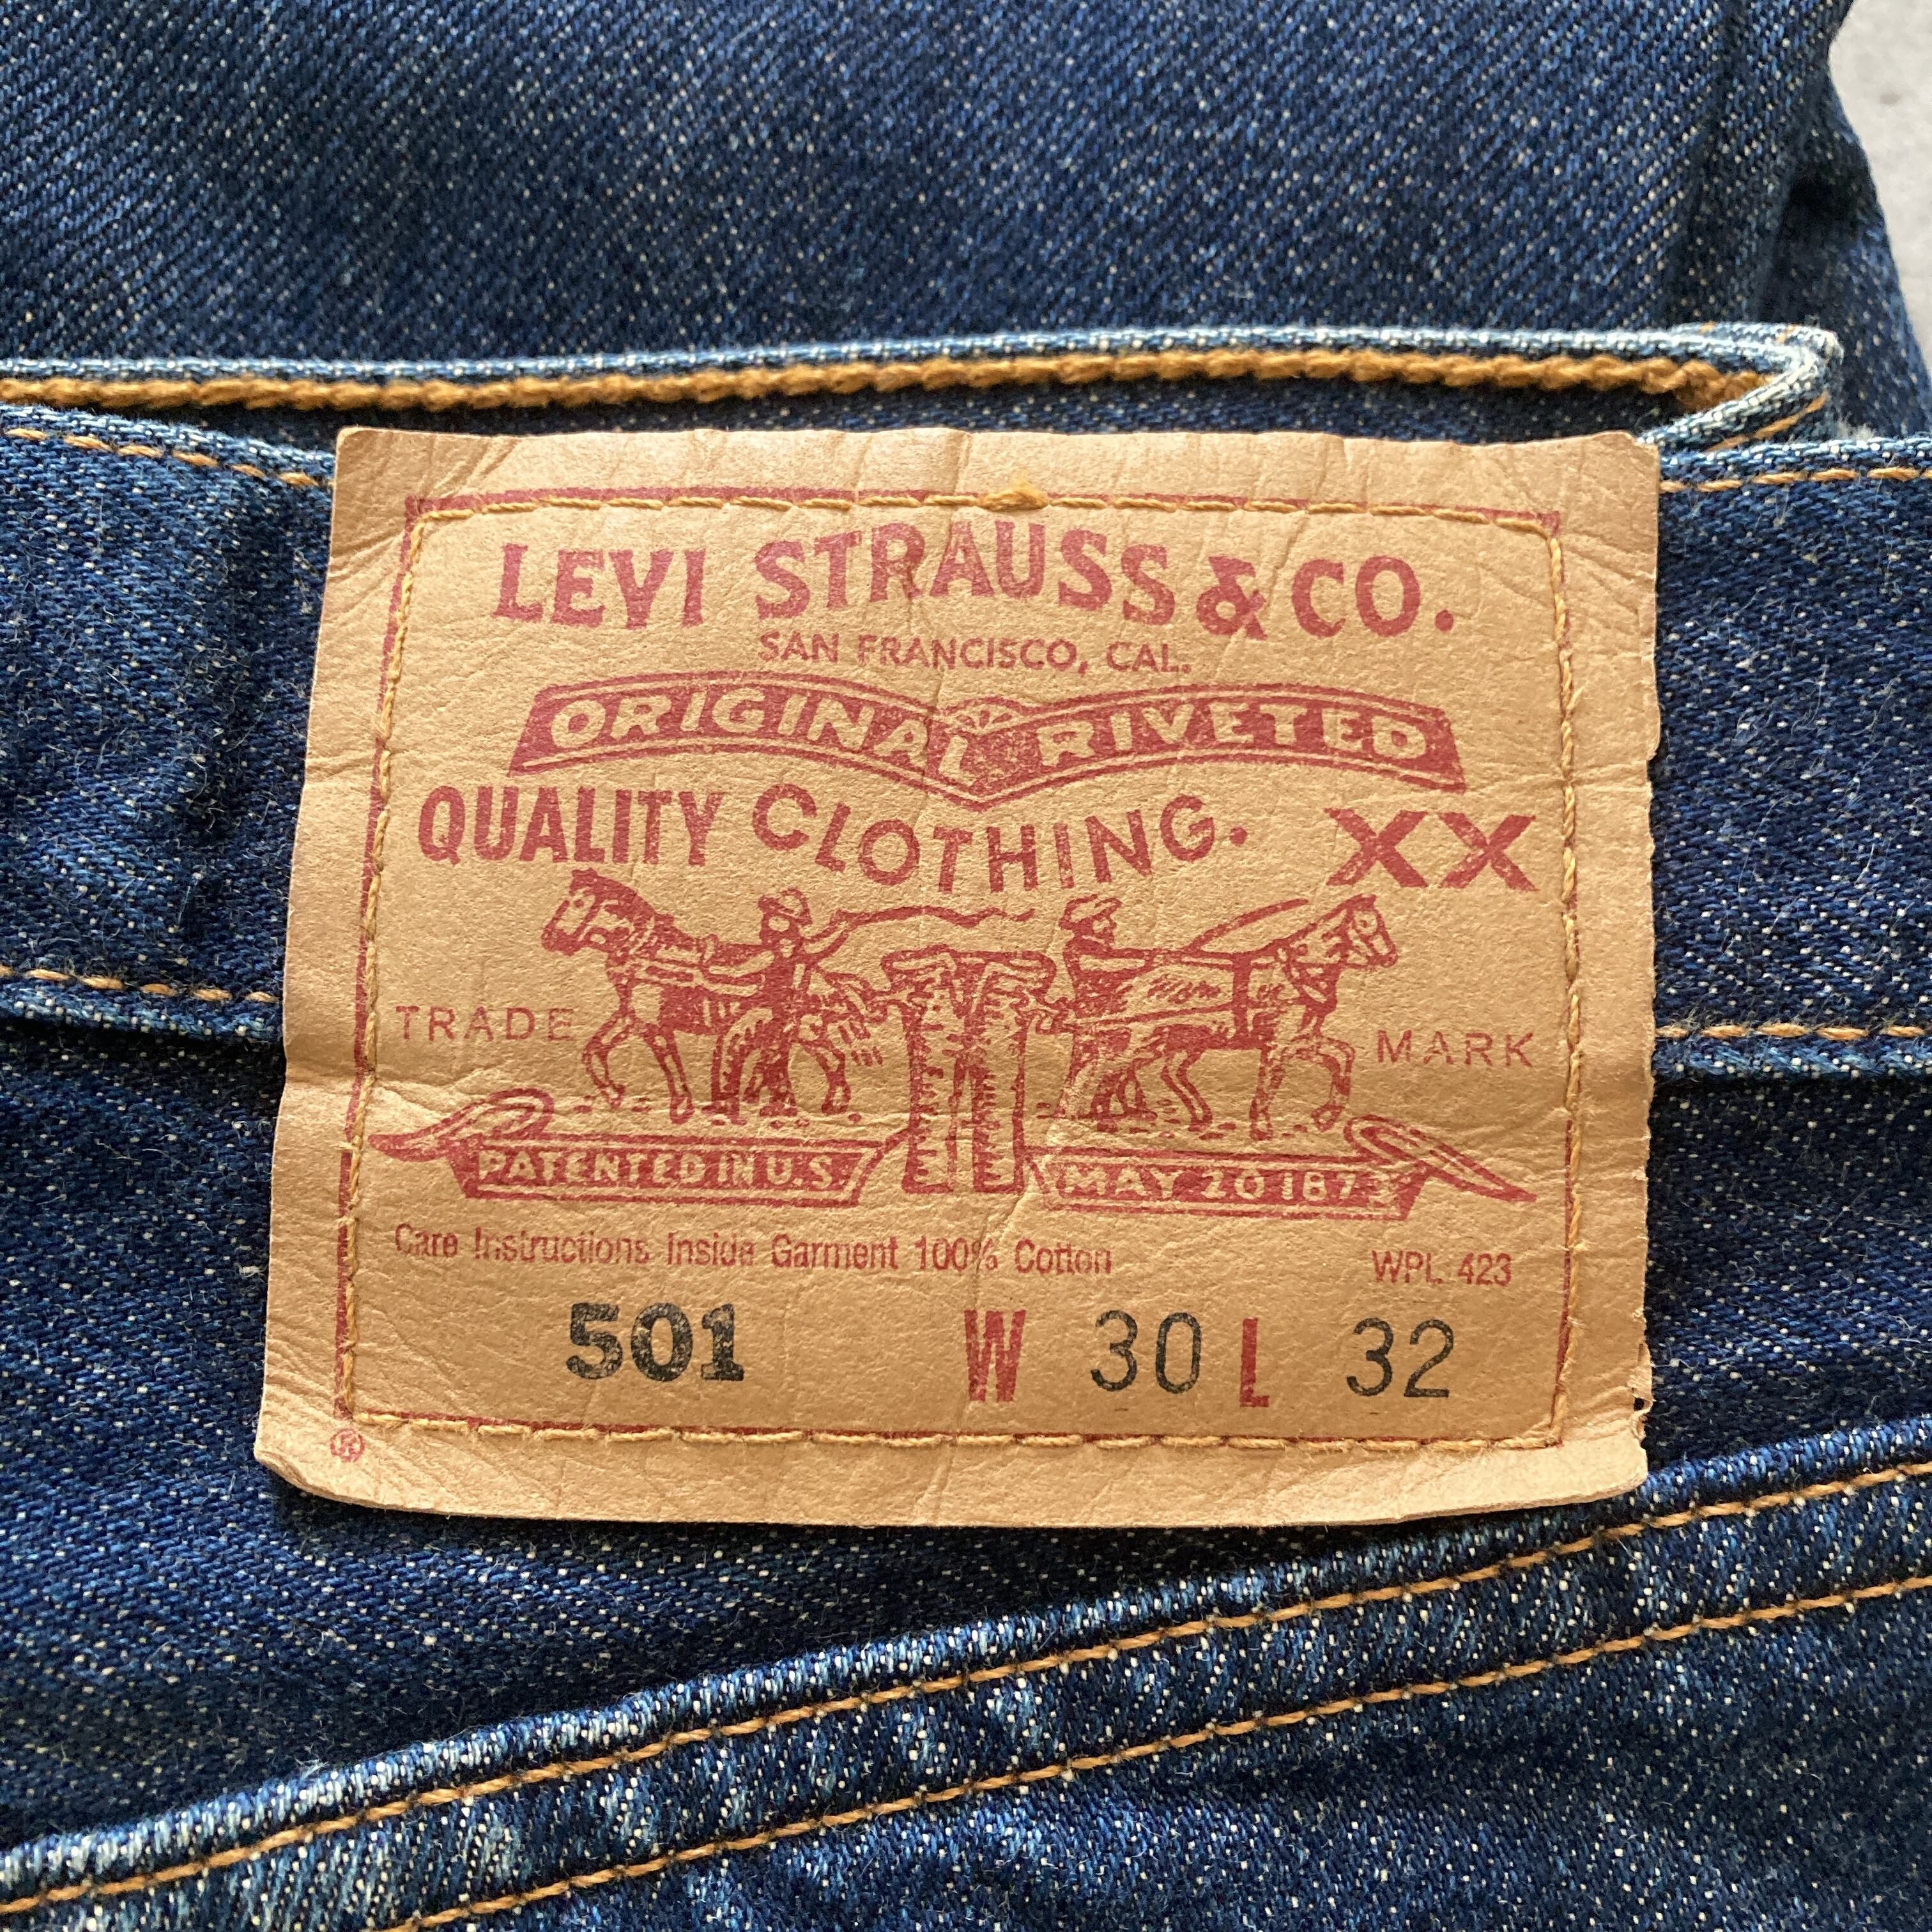 LEVI STRAUSS & CO.
SAN FRANCISCO, CAL.
ORIGINAL RIVETED
QUALITY CLOTHING. XX
TRADE MARK
PATENTED IN U.S. MAY 20 1873
Care Instructions Inside Garment 100% Cotton WPL 423
501 W 30 L 32
®